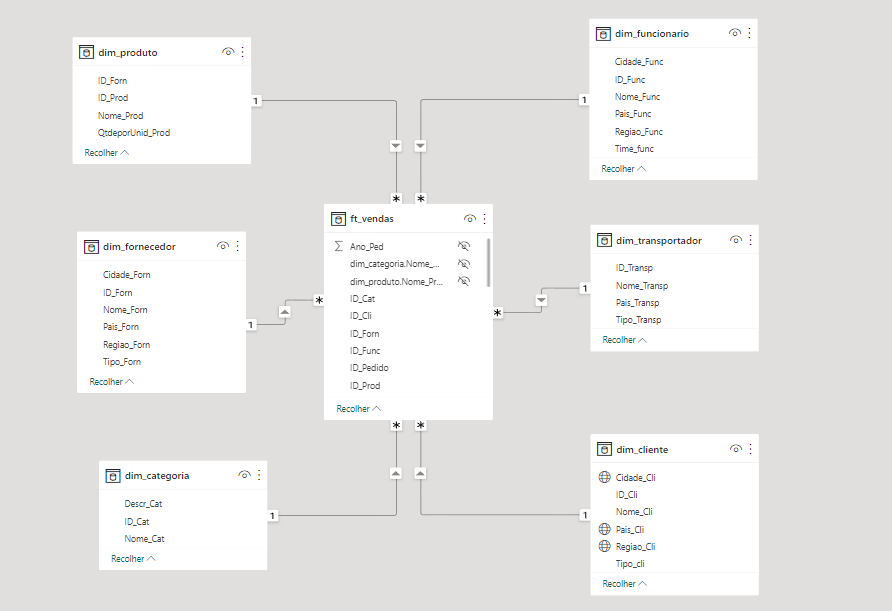 dim_produto
ID_Forn
ID_Prod
Nome_Prod
QtdeporUnid_Prod
Recolher
1
*
dim_funcionario
Cidade_Func
ID_Func
Nome_Func
Pais_Func
Regiao_Func
Time_func
Recolher
1
*
dim_fornecedor
Cidade_Forn
ID_Forn
Nome_Forn
Pais_Forn
Regiao_Forn
Tipo_Forn
Recolher
1
*
ft_vendas
Σ Ano_Ped
dim_categoria.Nome_...
dim_produto.Nome_Pr...
ID_Cat
ID_Cli
ID_Forn
ID_Func
ID_Pedido
ID_Prod
Recolher
dim_transportador
ID_Transp
Nome_Transp
Pais_Transp
Tipo_Transp
Recolher
1
*
dim_categoria
Descr_Cat
ID_Cat
Nome_Cat
Recolher
1
*
dim_cliente
Cidade_Cli
ID_Cli
Nome_Cli
Pais_Cli
Regiao_Cli
Tipo_cli
Recolher
1
*